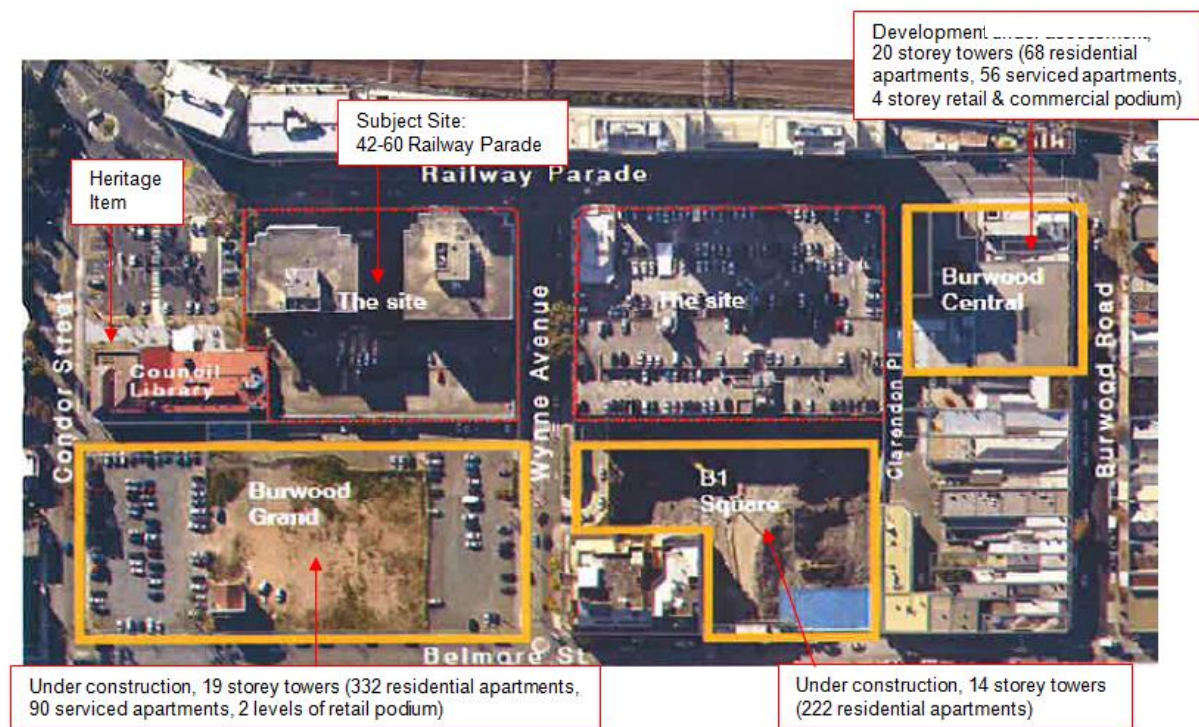 Development under assessment,
20 storey towers (68 residential
apartments, 56 serviced apartments,
4 storey retail & commercial podium)
Subject Site:
42-60 Railway Parade
Heritage
Item
Railway Parade
The site
The site
Burwood
Central
Condor Street
Council
Library
Wynne Avenue
Clarendon Pl
Burwood Road
Burwood
Grand
B1
Square
Belmore St
Under construction, 19 storey towers (332 residential apartments,
90 serviced apartments, 2 levels of retail podium)
Under construction, 14 storey towers
(222 residential apartments)